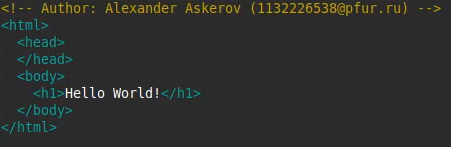 <!-- Author: Alexander Askerov (1132226538@pfur.ru) -->
<html>
  <head>
  </head>
  <body>
    <h1>Hello World!</h1>
  </body>
</html>